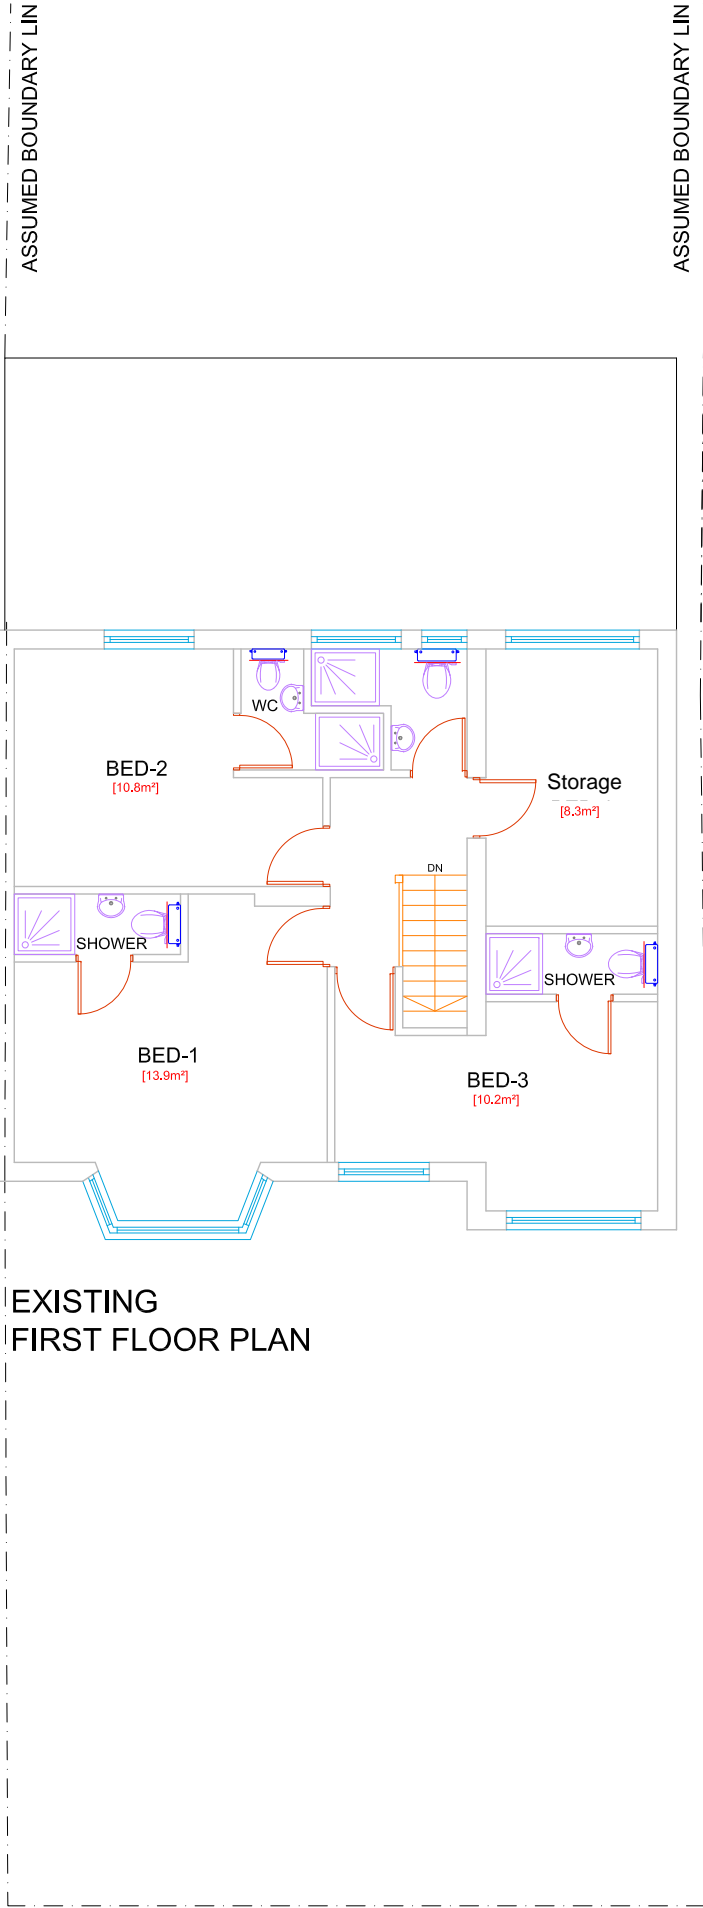 ASSUMED BOUNDARY LIN
ASSUMED BOUNDARY LIN
WC
BED-2
[10.8m²]
Storage
[8.3m²]
DN
SHOWER
SHOWER
BED-1
[13.9m²]
BED-3
[10.2m²]
EXISTING
FIRST FLOOR PLAN